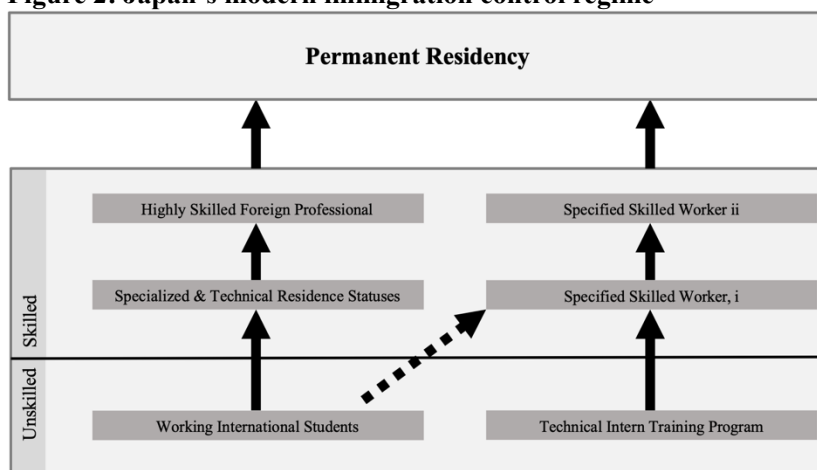 Figure 2: Japan's modern immigration control regime
Permanent Residency
Skilled
Highly Skilled Foreign Professional
Specified Skilled Worker ii
Specialized & Technical Residence Statuses
Specified Skilled Worker, i
Unskilled
Working International Students
Technical Intern Training Program